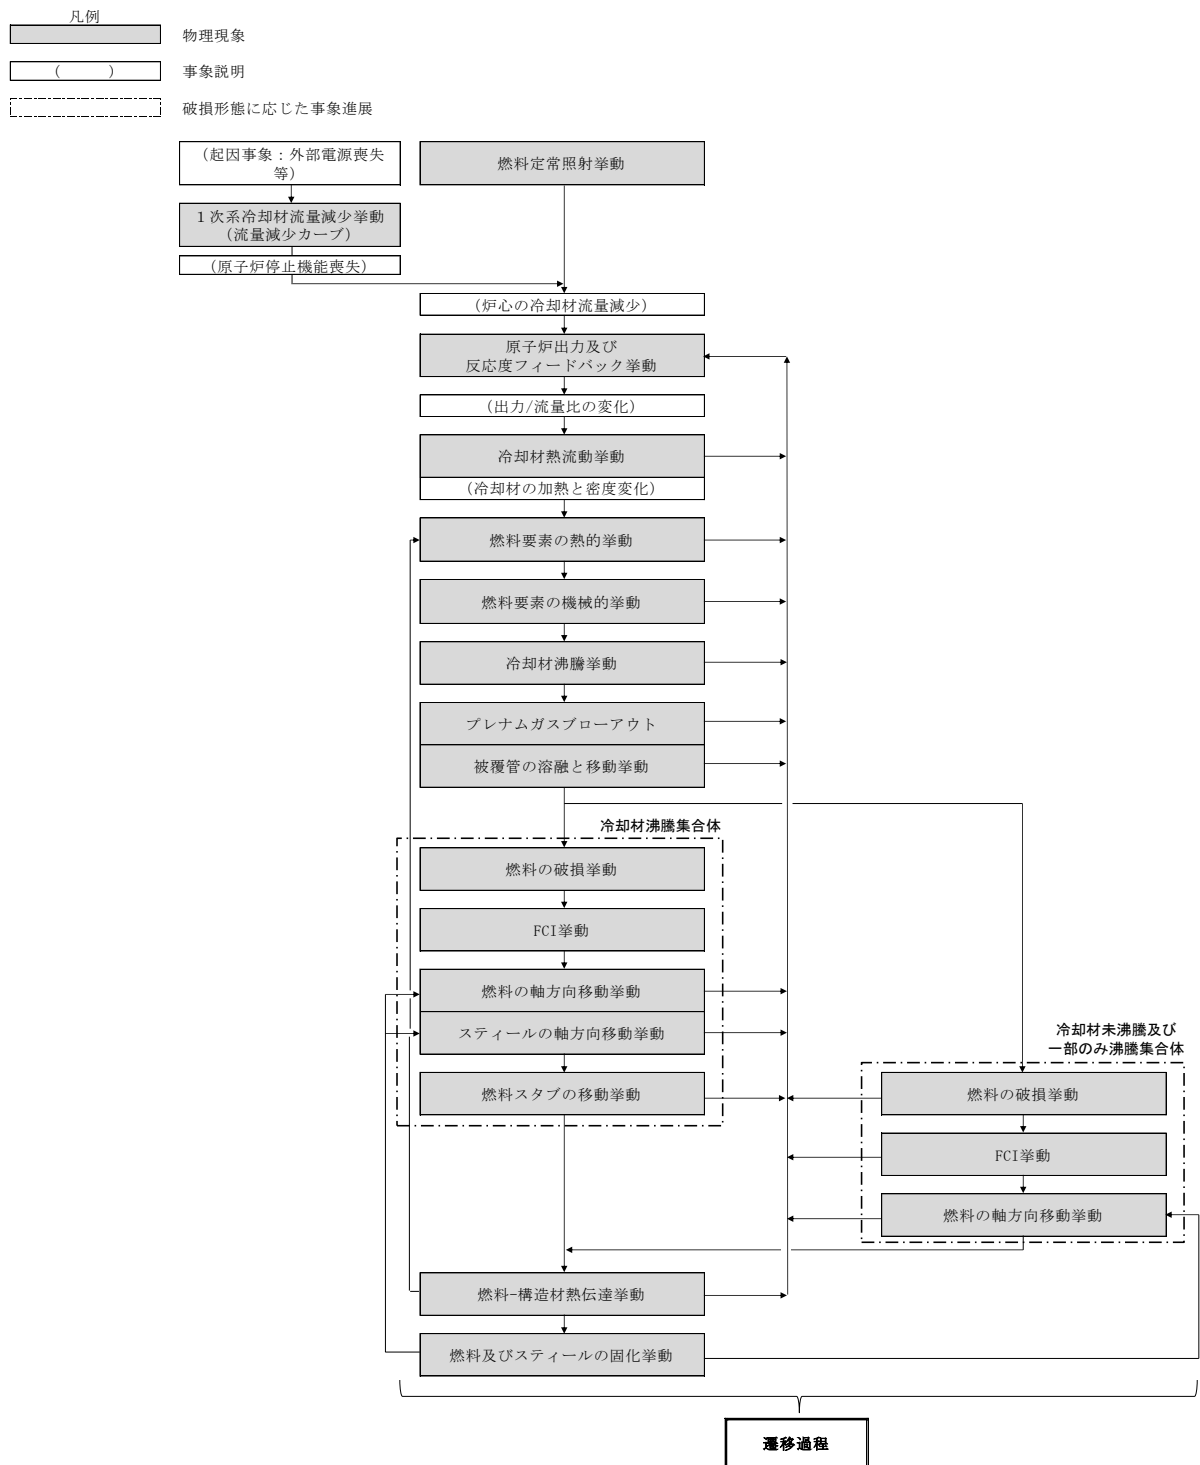 凡例
物理現象
(　　　)
事象説明
破損形態に応じた事象進展
(起因事象：外部電源喪失
等)
燃料定常照射挙動
１次系冷却材流量減少挙動
(流量減少カーブ)
(原子炉停止機能喪失)
(炉心の冷却材流量減少)
原子炉出力及び
反応度フィードバック挙動
(出力/流量比の変化)
冷却材熱流動挙動
(冷却材の加熱と密度変化)
燃料要素の熱的挙動
燃料要素の機械的挙動
冷却材沸騰挙動
プレナムガスブローアウト
被覆管の溶融と移動挙動
冷却材沸騰集合体
燃料の破損挙動
FCI挙動
燃料の軸方向移動挙動
スティールの軸方向移動挙動
燃料スタブの移動挙動
冷却材未沸騰及び
一部のみ沸騰集合体
燃料の破損挙動
FCI挙動
燃料の軸方向移動挙動
燃料-構造材熱伝達挙動
燃料及びスティールの固化挙動
遷移過程